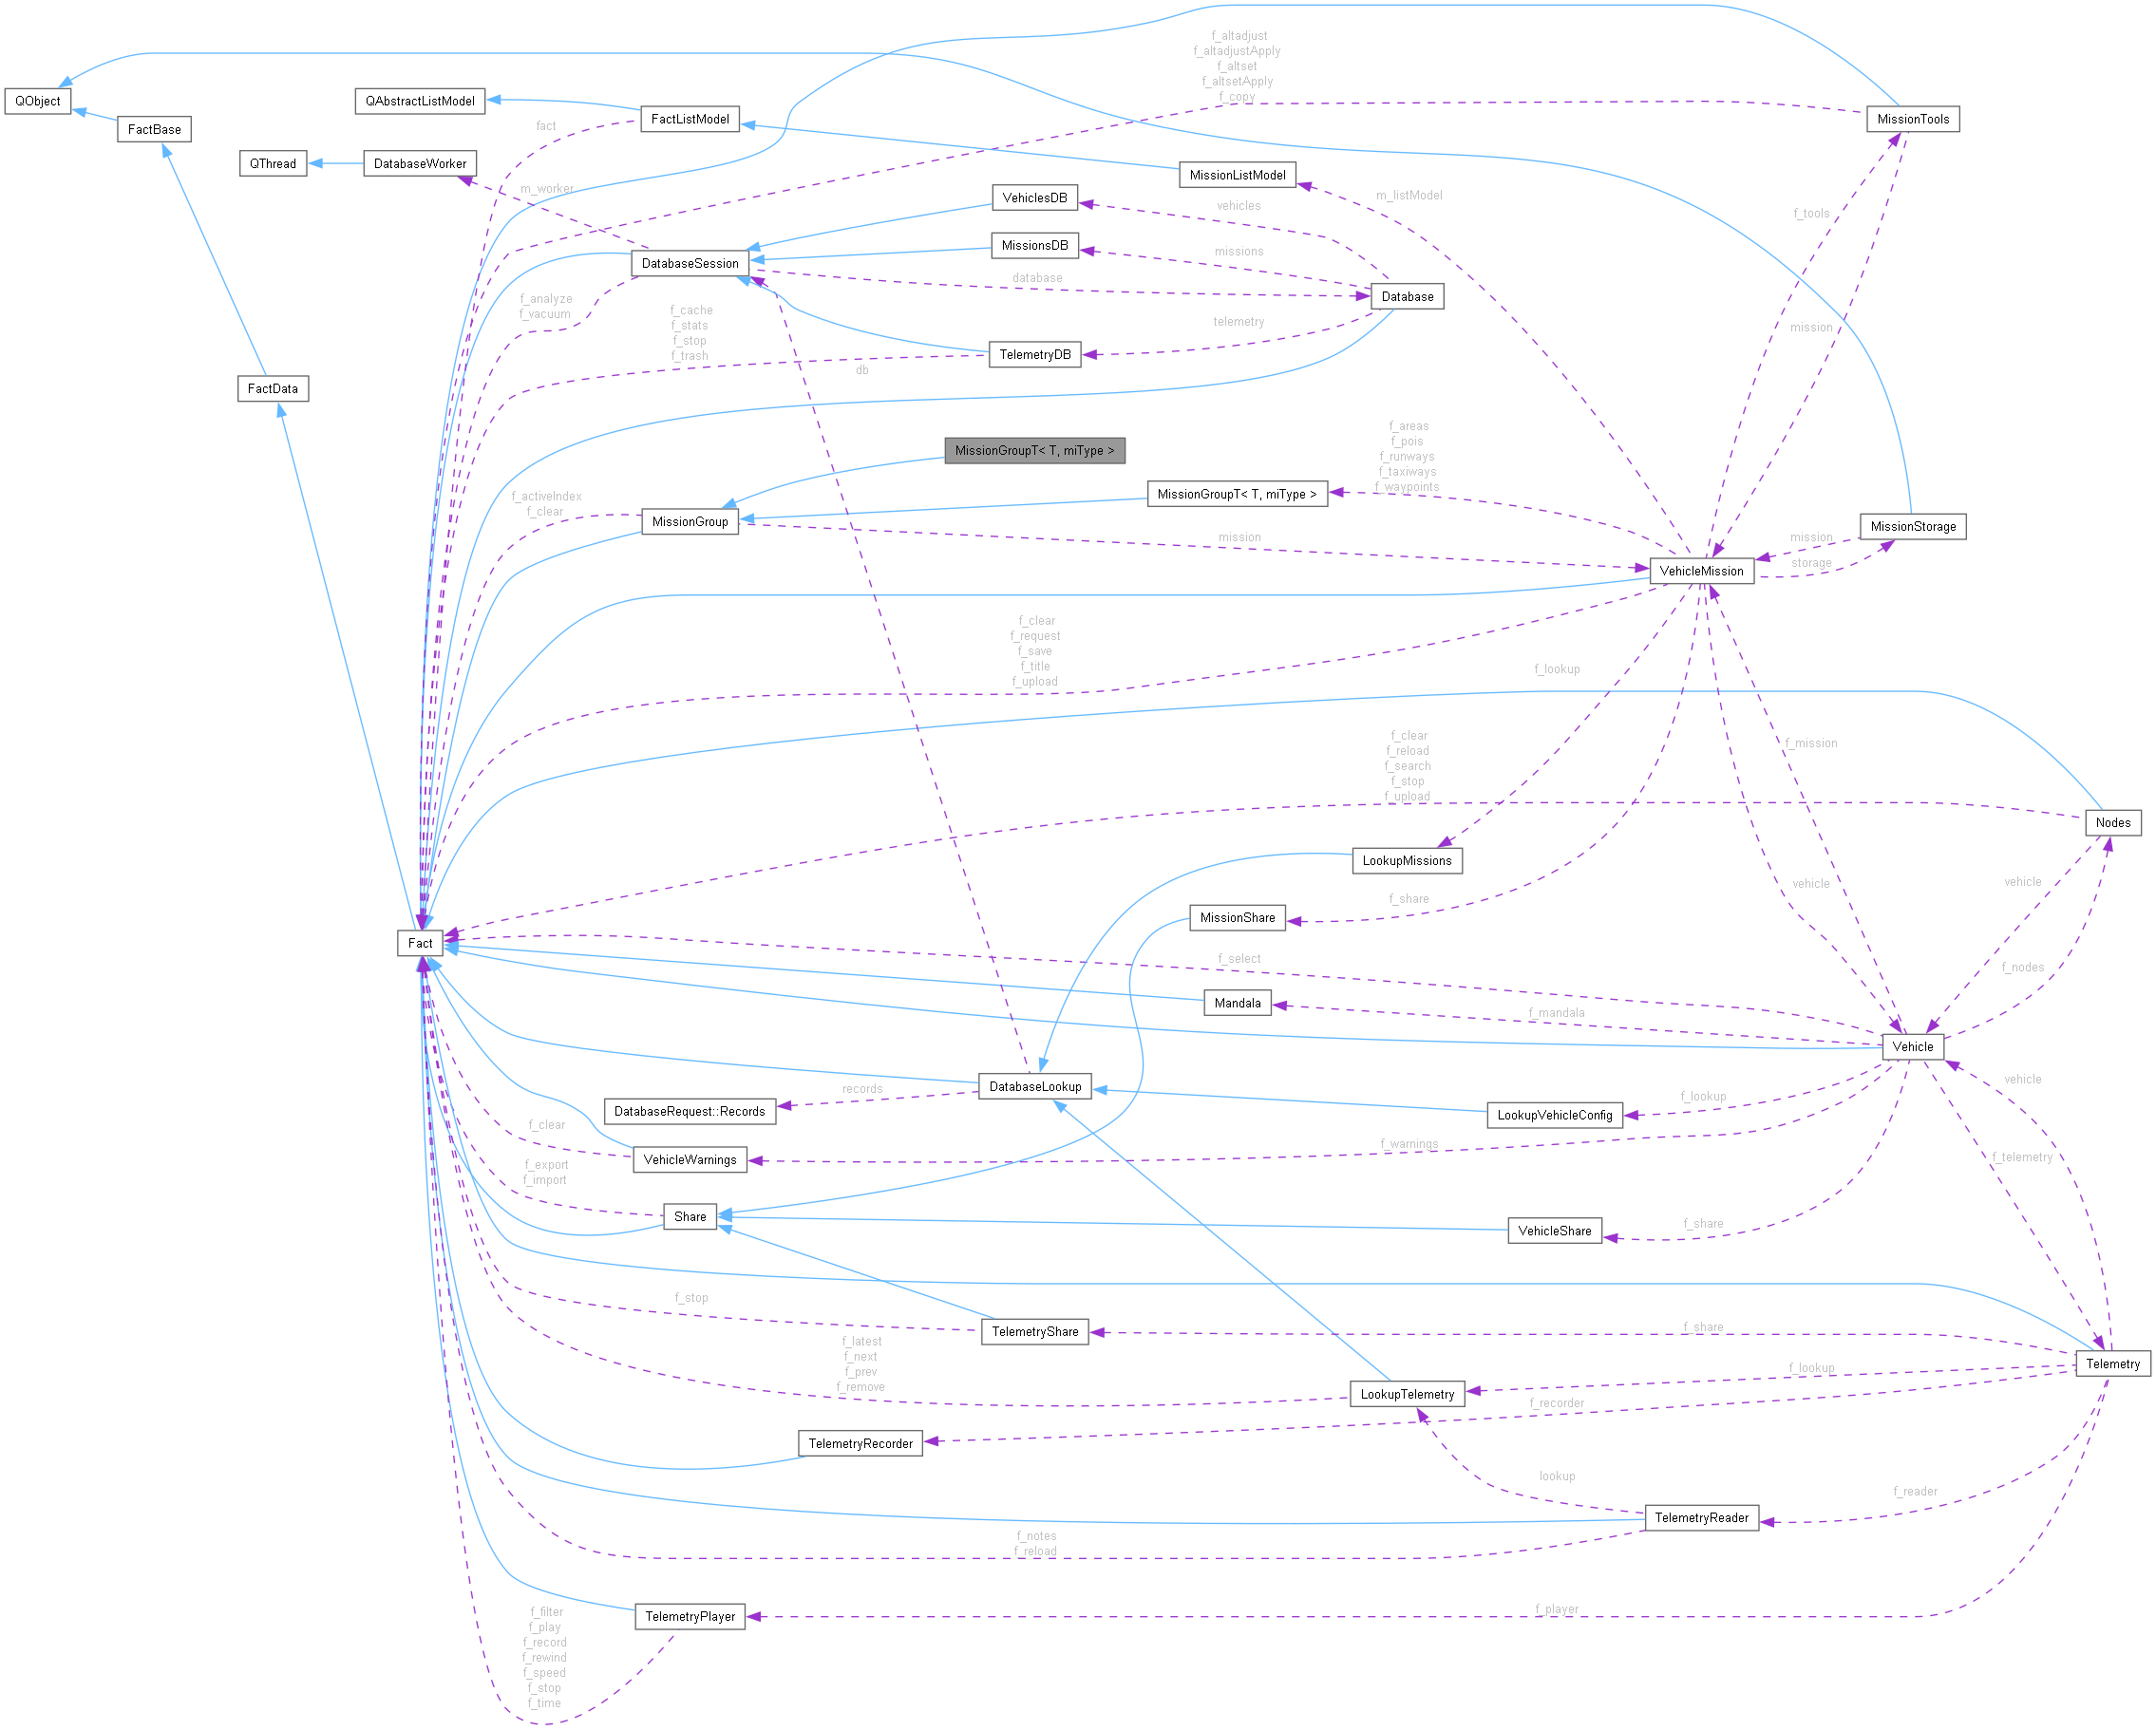 f_altadjust
f_altadjustApply
f_altset
f_altsetApply
f_copy
QObject
QAbstractListModel
FactListModel
MissionTools
FactBase
fact
QThread
DatabaseWorker
MissionListModel
m_worker
VehiclesDB
vehicles
m_listModel
f_tools
MissionsDB
missions
DatabaseSession
database
Database
f_analyze
f_vacuum
f_cache
f_stats
f_stop
f_trash
telemetry
mission
TelemetryDB
db
FactData
f_areas
f_pois
f_runways
f_taxiways
f_waypoints
MissionGroupT< T, miType >
MissionGroupT< T, miType >
f_activeIndex
f_clear
MissionGroup
mission
MissionStorage
mission
storage
VehicleMission
f_clear
f_request
f_save
f_title
f_upload
f_lookup
f_clear
f_reload
f_search
f_stop
f_upload
f_mission
Nodes
LookupMissions
vehicle
vehicle
f_share
MissionShare
Fact
f_select
f_nodes
Mandala
f_mandala
Vehicle
DatabaseLookup
records
DatabaseRequest::Records
vehicle
f_lookup
LookupVehicleConfig
f_clear
VehicleWarnings
f_warnings
f_telemetry
f_export
f_import
Share
VehicleShare
f_share
f_stop
TelemetryShare
f_share
Telemetry
f_latest
f_next
f_prev
f_remove
f_lookup
LookupTelemetry
f_recorder
TelemetryRecorder
lookup
f_reader
TelemetryReader
f_notes
f_reload
TelemetryPlayer
f_player
f_filter
f_play
f_record
f_rewind
f_speed
f_stop
f_time